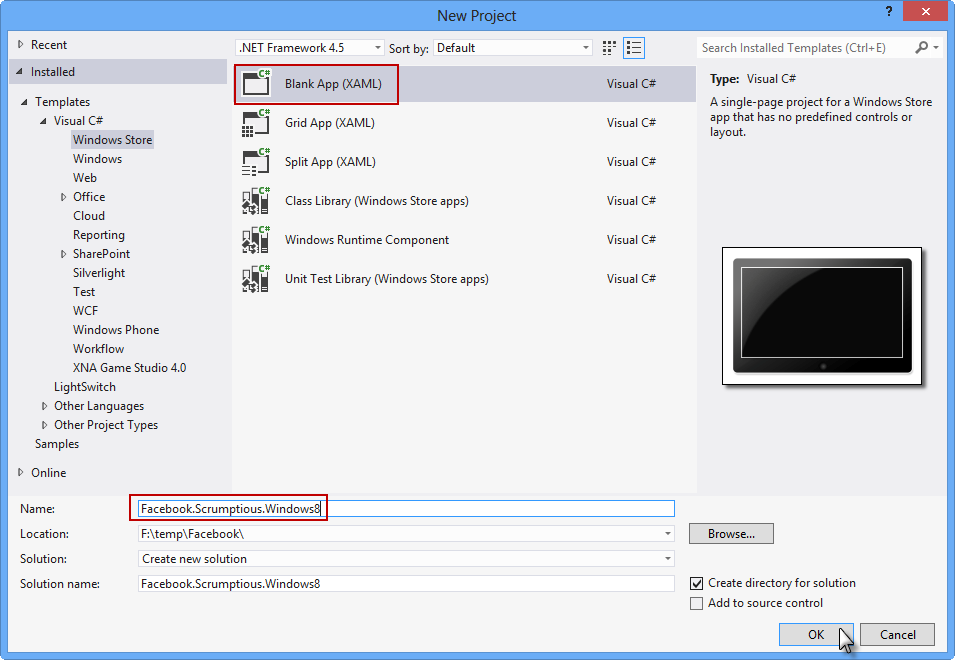 New Project
?
Recent
Installed
Templates
Visual C#
Windows Store
Windows
Web
Office
Cloud
Reporting
SharePoint
Silverlight
Test
WCF
Windows Phone
Workflow
XNA Game Studio 4.0
LightSwitch
Other Languages
Other Project Types
Samples
Online
.NET Framework 4.5 Sort by: Default
C# Blank App (XAML) Visual C#
C# Grid App (XAML) Visual C#
C# Split App (XAML) Visual C#
C# Class Library (Windows Store apps) Visual C#
C# Windows Runtime Component Visual C#
C# Unit Test Library (Windows Store apps) Visual C#
Search Installed Templates (Ctrl+E)
Type: Visual C#
A single-page project for a Windows Store
app that has no predefined controls or
layout.
Name: Facebook.Scrumptious.Windows8
Location: F:\temp\Facebook\ Browse...
Solution: Create new solution
Solution name: Facebook.Scrumptious.Windows8
Create directory for solution
Add to source control
OK Cancel